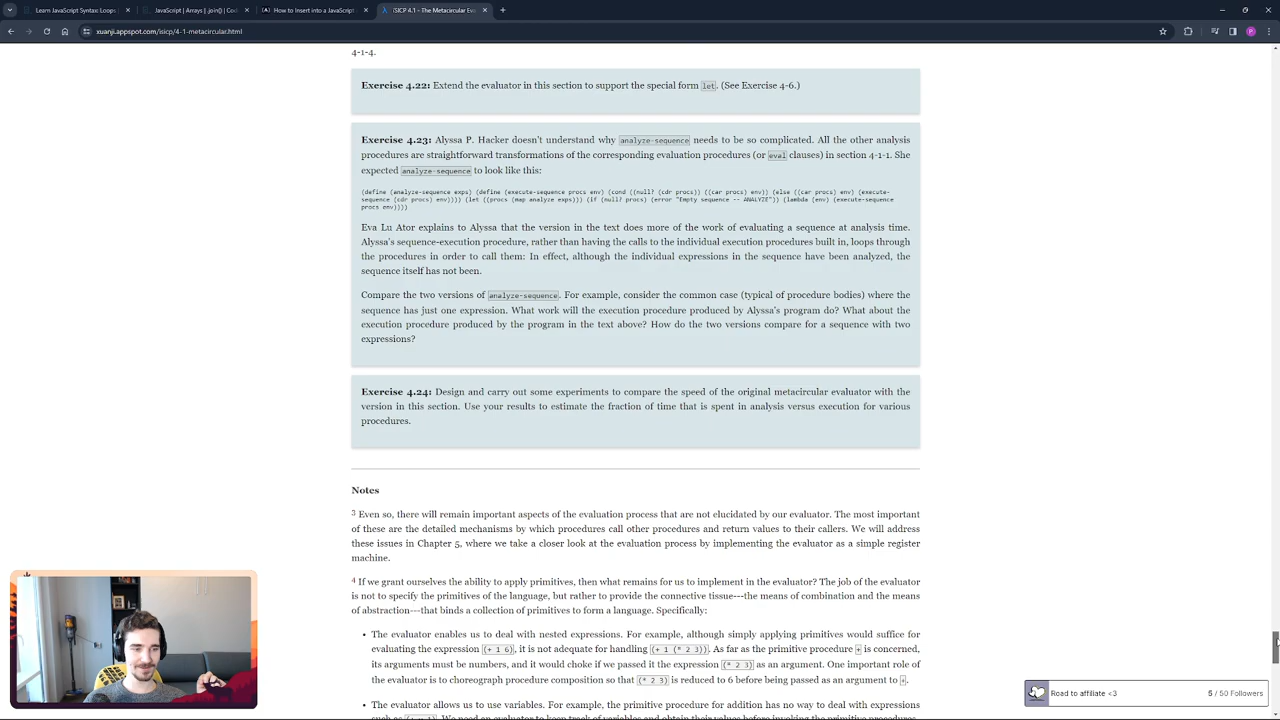 Learn JavaScript Syntax: Loops
JavaScript | Arrays | .join() | Cod
How to Insert into a JavaScript
iSICP 4.1 - The Metacircular Ev
xuanji.appspot.com/isicp/4-1-metacircular.html
4-1-4.
Exercise 4.22: Extend the evaluator in this section to support the special form let. (See Exercise 4-6.)
Exercise 4.23: Alyssa P. Hacker doesn't understand why analyze-sequence needs to be so complicated. All the other analysis
procedures are straightforward transformations of the corresponding evaluation procedures (or eval clauses) in section 4-1-1. She
expected analyze-sequence to look like this:
(define (analyze-sequence exps) (define (execute-sequence procs env) (cond ((null? (cdr procs)) ((car procs) env)) (else ((car procs) env) (execute-
sequence (cdr procs) env)))) (let ((procs (map analyze exps))) (if (null? procs) (error "Empty sequence -- ANALYZE")) (lambda (env) (execute-sequence
procs env))))
Eva Lu Ator explains to Alyssa that the version in the text does more of the work of evaluating a sequence at analysis time.
Alyssa's sequence-execution procedure, rather than having the calls to the individual execution procedures built in, loops through
the procedures in order to call them: In effect, although the individual expressions in the sequence have been analyzed, the
sequence itself has not been.
Compare the two versions of analyze-sequence. For example, consider the common case (typical of procedure bodies) where the
sequence has just one expression. What work will the execution procedure produced by Alyssa's program do? What about the
execution procedure produced by the program in the text above? How do the two versions compare for a sequence with two
expressions?
Exercise 4.24: Design and carry out some experiments to compare the speed of the original metacircular evaluator with the
version in this section. Use your results to estimate the fraction of time that is spent in analysis versus execution for various
procedures.
Notes
3 Even so, there will remain important aspects of the evaluation process that are not elucidated by our evaluator. The most important
of these are the detailed mechanisms by which procedures call other procedures and return values to their callers. We will address
these issues in Chapter 5, where we take a closer look at the evaluation process by implementing the evaluator as a simple register
machine.
4 If we grant ourselves the ability to apply primitives, then what remains for us to implement in the evaluator? The job of the evaluator
is not to specify the primitives of the language, but rather to provide the connective tissue---the means of combination and the means
of abstraction---that binds a collection of primitives to form a language. Specifically:
• The evaluator enables us to deal with nested expressions. For example, although simply applying primitives would suffice for
evaluating the expression (+ 1 6), it is not adequate for handling (+ 1 (* 2 3)). As far as the primitive procedure + is concerned,
its arguments must be numbers, and it would choke if we passed it the expression (* 2 3) as an argument. One important role of
the evaluator is to choreograph procedure composition so that (* 2 3) is reduced to 6 before being passed as an argument to +.
• The evaluator allows us to use variables. For example, the primitive procedure for addition has no way to deal with expressions
such as (+ x 1). We need an evaluator to keep track of variables and obtain their values before invoking the primitive procedures.
Road to affiliate <3
5 / 50 Followers